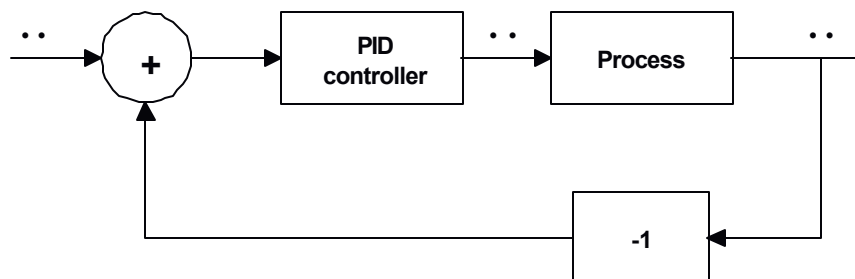 . .
. .
. .
+
PID
controller
Process
-1